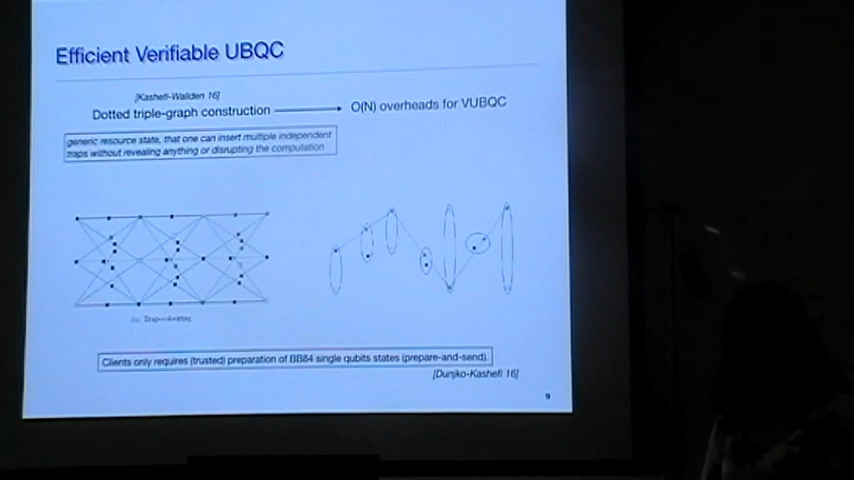 Efficient Verifiable UBQC
[Kashefi-Wallden 16]
Dotted triple-graph construction
O(N) overheads for VUBQC
generic resource state, that one can insert multiple independent
traps without revealing anything or disrupting the computation
Trap-colouring
Clients only requires (trusted) preparation of BB84 single qubits states (prepare-and-send).
[Dunjko-Kashefi 16]
9